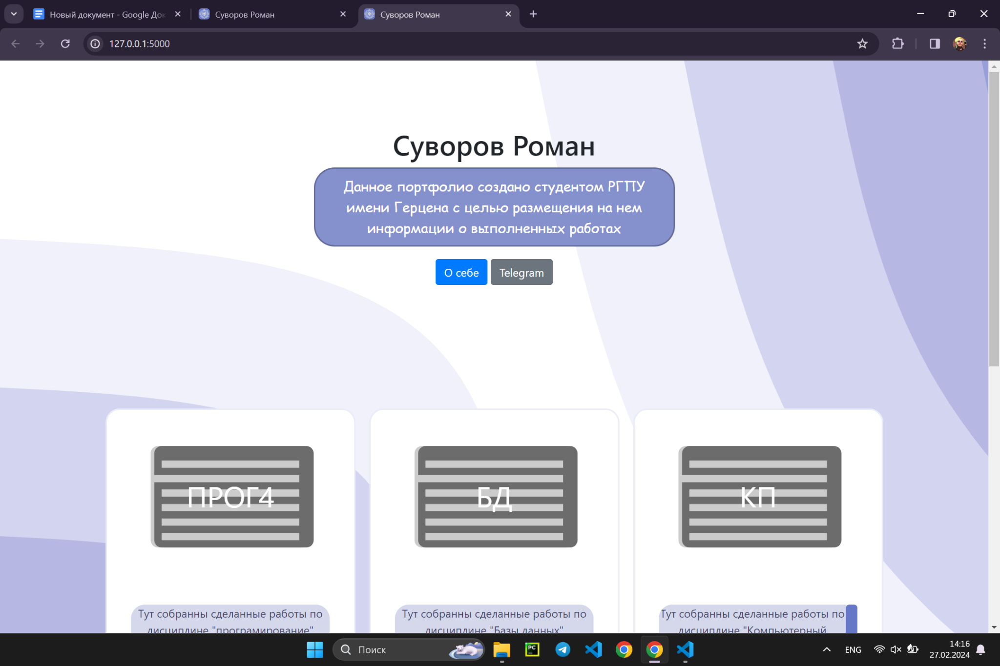 Новый документ - Google Док
Суворов Роман
Суворов Роман
127.0.0.1:5000
Суворов Роман
Данное портфолио создано студентом РГПУ
имени Герцена с целью размещения на нем
информации о выполненных работах
О себе
Telegram
ПРОГ4
БД
КП
Тут собранны сделанные работы по
дисциплине "програмирование"
Тут собранны сделанные работы по
дисциплине "Базы данных"
Тут собранны сделанные работы по
дисциплине "Компьютерный
Поиск
PC
ENG
14:16
27.02.2024